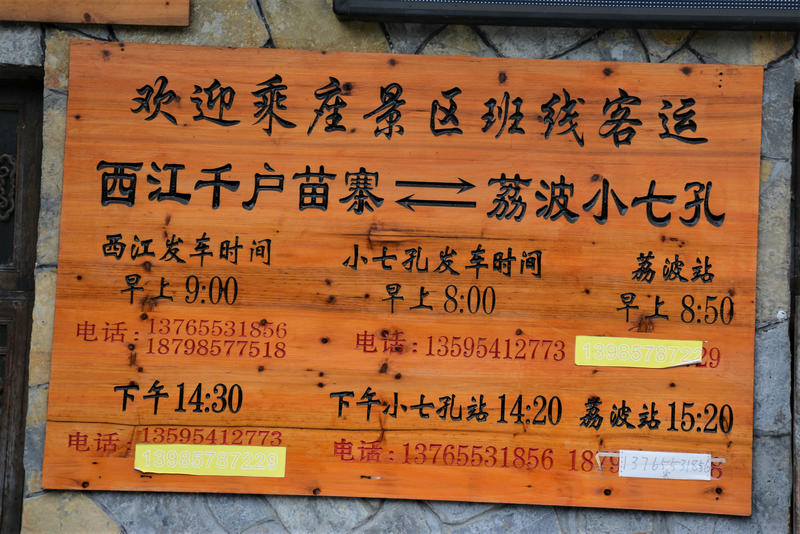 欢迎乘座景区班线客运
西江千户苗寨 ⇌ 荔波小七孔
西江发车时间 小七孔发车时间 荔波站
早上 9:00 早上 8:00 早上 8:50
电话:13765531856
18798577518
电话:13595412773 13985787229
下午 14:30 下午小七孔站 14:20 荔波站 15:20
电话:13595412773
13985787229
电话:13765531856 1879 13765531856 8